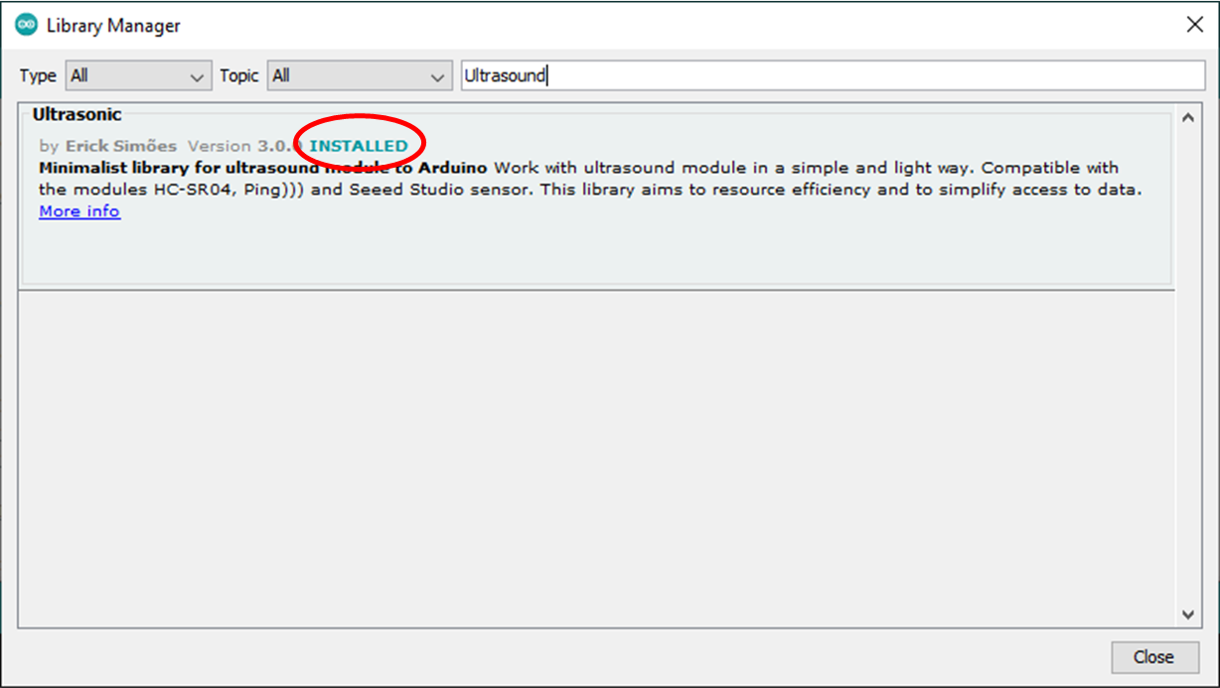 Library Manager
Type All Topic All Ultrasound
Ultrasonic
by Erick Simões Version 3.0.0 INSTALLED
Minimalist library for ultrasound module to Arduino Work with ultrasound module in a simple and light way. Compatible with
the modules HC-SR04, Ping))) and Seeed Studio sensor. This library aims to resource efficiency and to simplify access to data.
More info
Close